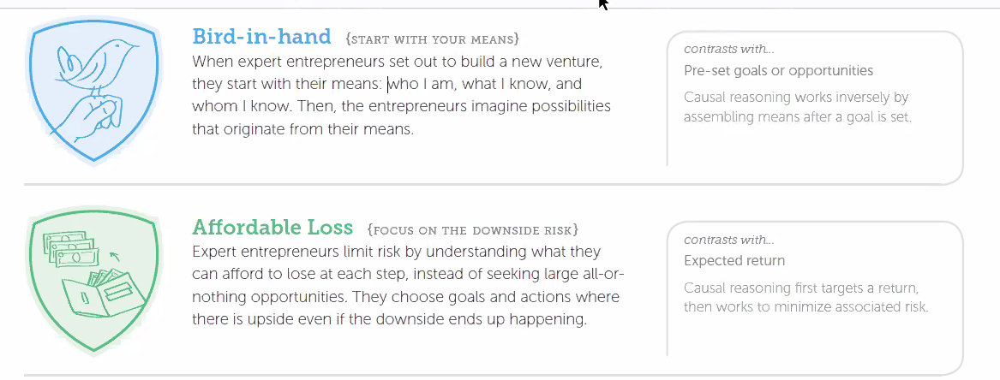 Bird-in-hand {START WITH YOUR MEANS}
When expert entrepreneurs set out to build a new venture,
they start with their means: who I am, what I know, and
whom I know. Then, the entrepreneurs imagine possibilities
that originate from their means.
contrasts with...
Pre-set goals or opportunities
Causal reasoning works inversely by
assembling means after a goal is set.
Affordable Loss {FOCUS ON THE DOWNSIDE RISK}
Expert entrepreneurs limit risk by understanding what they
can afford to lose at each step, instead of seeking large all-or-
nothing opportunities. They choose goals and actions where
there is upside even if the downside ends up happening.
contrasts with...
Expected return
Causal reasoning first targets a return,
then works to minimize associated risk.